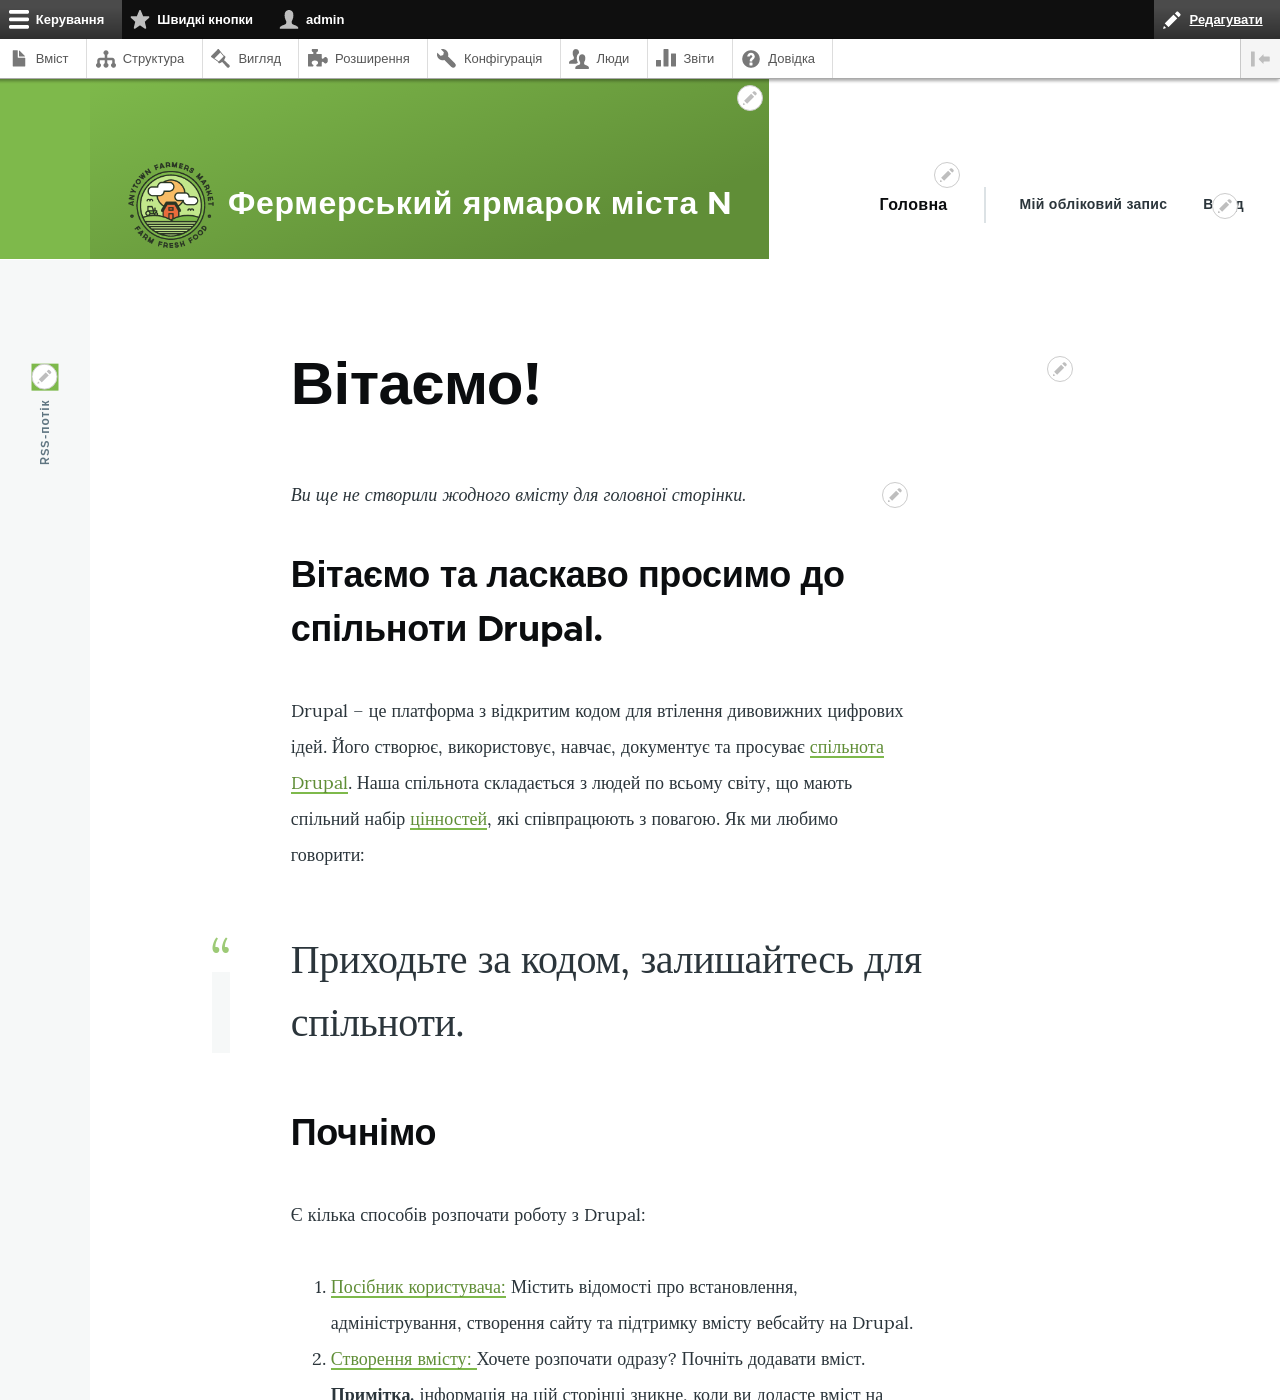 Керування Швидкі кнопки admin Редагувати
Вміст Структура Вигляд Розширення Конфігурація Люди Звіти Довідка
ANYTOWN FARMERS MARKET
FARM FRESH FOOD
Фермерський ярмарок міста N
Головна Мій обліковий запис
RSS-потік
Вітаємо!
Ви ще не створили жодного вмісту для головної сторінки.
Вітаємо та ласкаво просимо до
спільноти Drupal.
Drupal – це платформа з відкритим кодом для втілення дивовижних цифрових
ідей. Його створює, використовує, навчає, документує та просуває спільнота
Drupal. Наша спільнота складається з людей по всьому світу, що мають
спільний набір цінностей, які співпрацюють з повагою. Як ми любимо
говорити:
“
Приходьте за кодом, залишайтесь для
спільноти.
Почнімо
Є кілька способів розпочати роботу з Drupal:
1. Посібник користувача: Містить відомості про встановлення,
адміністрування, створення сайту та підтримку вмісту вебсайту на Drupal.
2. Створення вмісту: Хочете розпочати одразу? Почніть додавати вміст.
Примітка. інформація на цій сторінці зникне, коли ви додасте вміст на